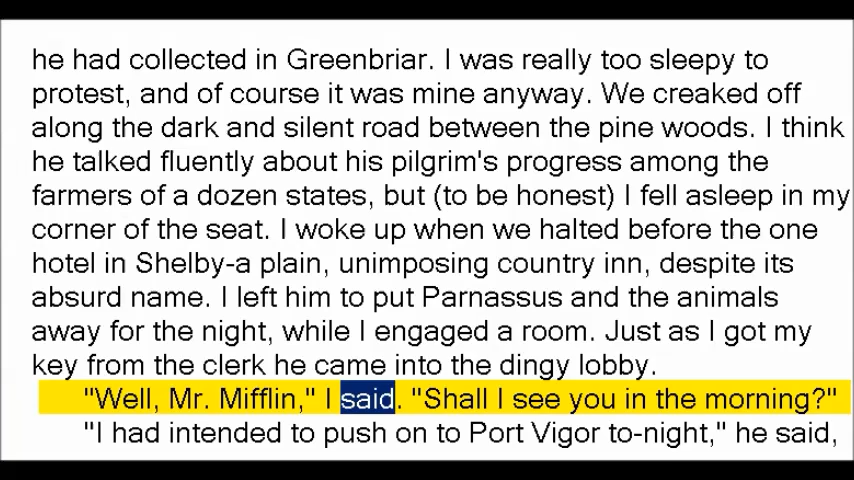 he had collected in Greenbriar. I was really too sleepy to
protest, and of course it was mine anyway. We creaked off
along the dark and silent road between the pine woods. I think
he talked fluently about his pilgrim's progress among the
farmers of a dozen states, but (to be honest) I fell asleep in my
corner of the seat. I woke up when we halted before the one
hotel in Shelby-a plain, unimposing country inn, despite its
absurd name. I left him to put Parnassus and the animals
away for the night, while I engaged a room. Just as I got my
key from the clerk he came into the dingy lobby.
"Well, Mr. Mifflin," I said. "Shall I see you in the morning?"
"I had intended to push on to Port Vigor to-night," he said,